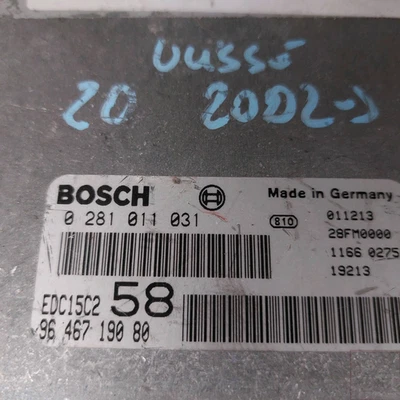 20 2002->
BOSCH
Made in Germany
0 281 011 031
810
011213
28FM0000
1166 0275
19213
EDC15C2 58
96 467 190 80